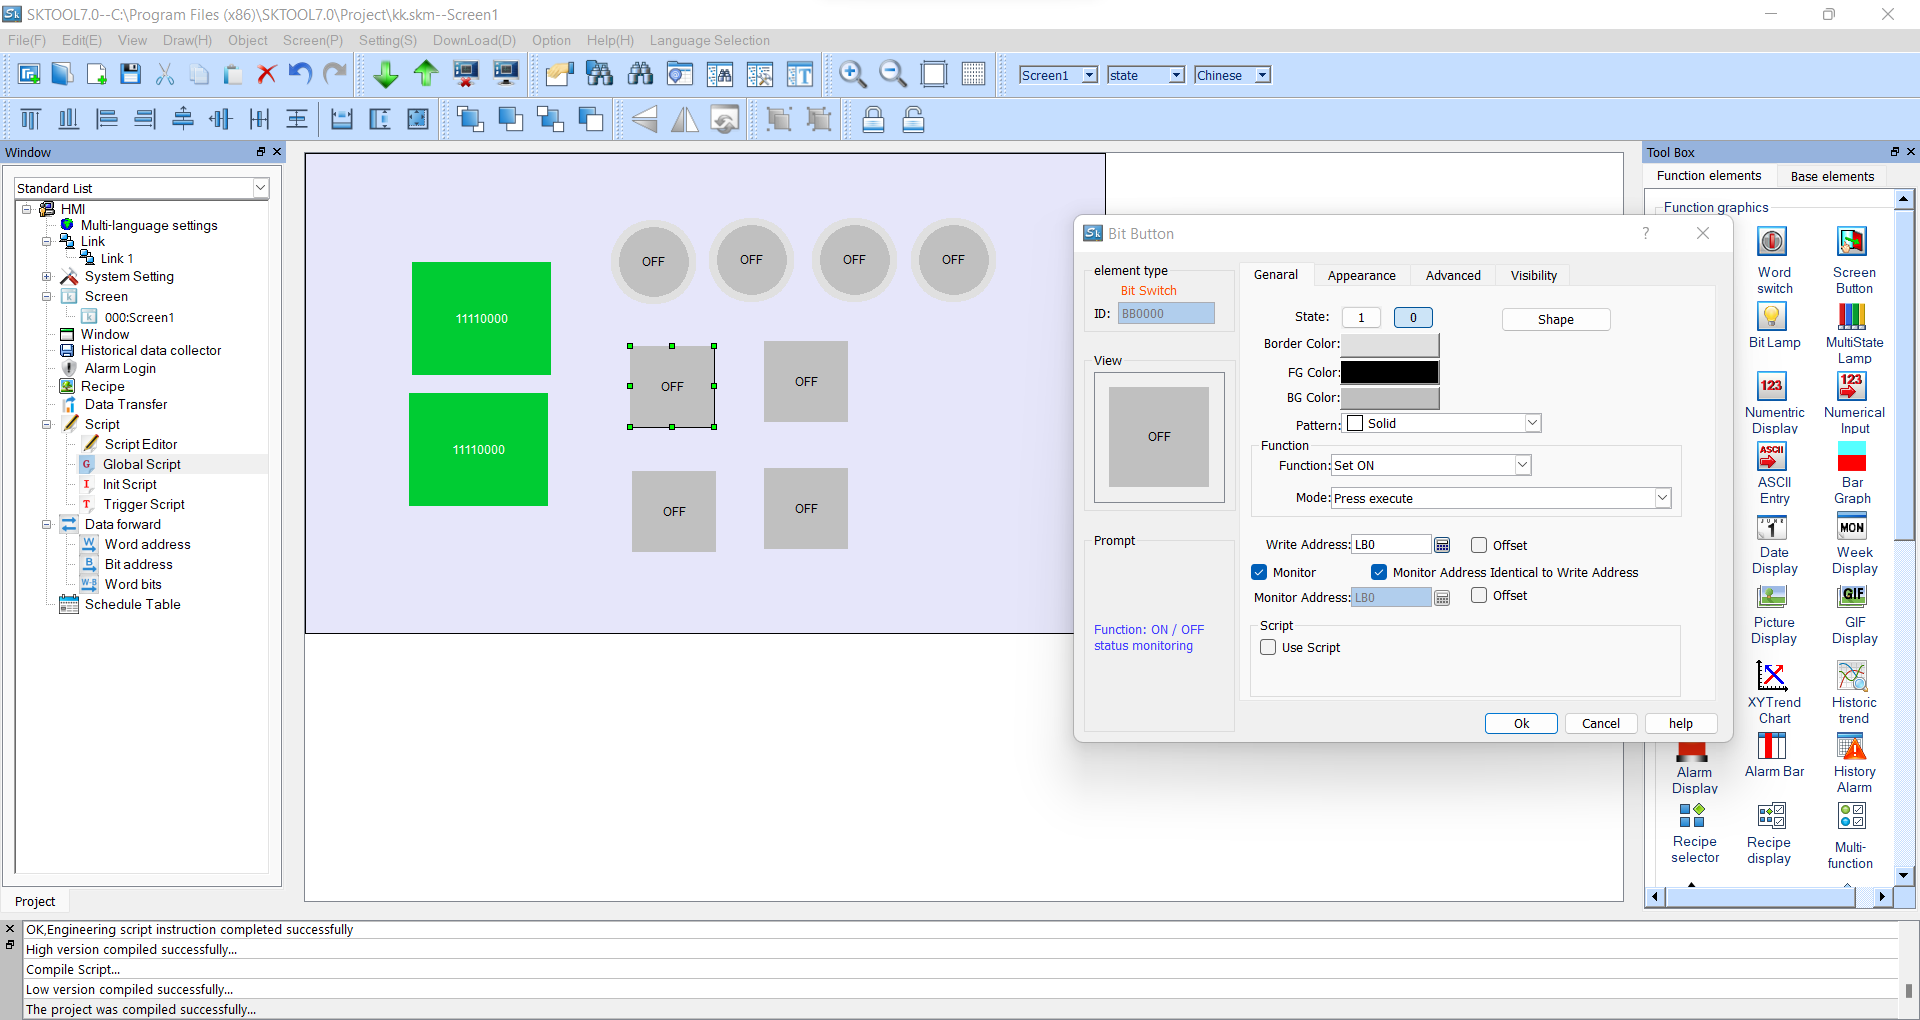 SKTOOL7.0--C:\Program Files (x86)\SKTOOL7.0\Project\kk.skm--Screen1
File(F) Edit(E) View Draw(H) Object Screen(P) Setting(S) DownLoad(D) Option Help(H) Language Selection
Screen1 state Chinese
Window
Standard List
HMI
Multi-language settings
Link
Link 1
System Setting
Screen
000:Screen1
Window
Historical data collector
Alarm Login
Recipe
Data Transfer
Script
Script Editor
Global Script
Init Script
Trigger Script
Data forward
Word address
Bit address
Word bits
Schedule Table
Project
OFF OFF OFF OFF
11110000
OFF OFF
11110000
OFF OFF
Bit Button
element type
Bit Switch
ID: BB0000
View
OFF
Prompt
Function: ON / OFF
status monitoring
Genaral Appearance Advanced Visibility
State: 1 0 Shape
Border Color:
FG Color:
BG Color:
Pattern: Solid
Function
Function: Set ON
Mode: Press execute
Write Address: LB0 Offset
Monitor Monitor Address Identical to Write Address
Monitor Address: LB0 Offset
Script
Use Script
Ok Cancel help
Tool Box
Function elements Base elements
Function graphics
Word
switch
Screen
Button
Bit Lamp
MultiState
Lamp
Numentric
Display
Numerical
Input
ASCII
Entry
Bar
Graph
Date
Display
Week
Display
Picture
Display
GIF
Display
XYTrend
Chart
Historic
trend
Alarm
Display
Alarm Bar
History
Alarm
Recipe
selector
Recipe
display
Multi-
function
OK,Engineering script instruction completed successfully
High version compiled successfully...
Compile Script...
Low version compiled successfully...
The project was compiled successfully...